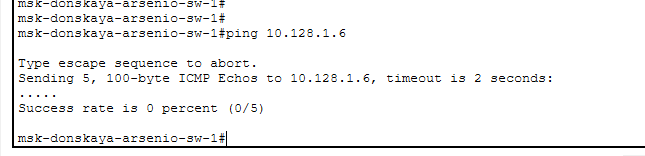 msk-donskaya-arsenio-sw-1#
msk-donskaya-arsenio-sw-1#
msk-donskaya-arsenio-sw-1#ping 10.128.1.6
Type escape sequence to abort.
Sending 5, 100-byte ICMP Echos to 10.128.1.6, timeout is 2 seconds:
.....
Success rate is 0 percent (0/5)
msk-donskaya-arsenio-sw-1#